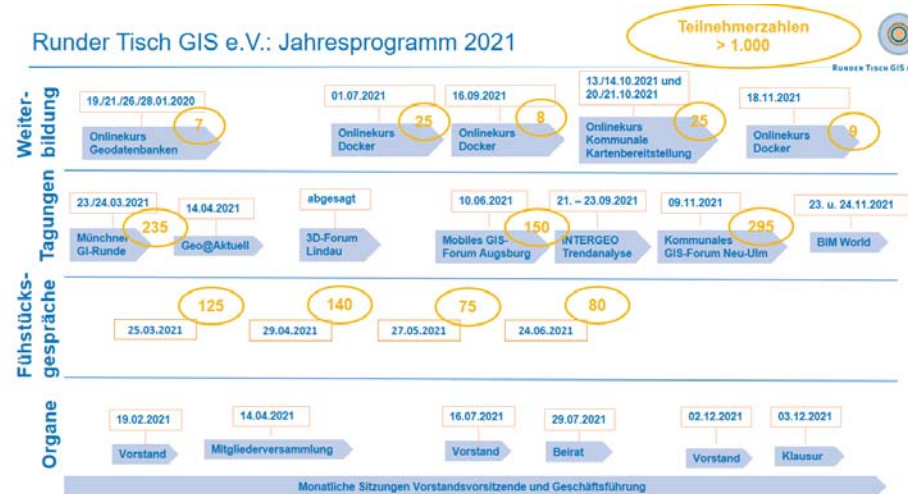 Runder Tisch GIS e.V.: Jahresprogramm 2021
Teilnehmerzahlen
> 1.000
RUNDER TISCH GIS e
Weiter-
bildung
19./21./26./28.01.2020
7
Onlinekurs
Geodatenbanken
01.07.2021
25
Onlinekurs
Docker
16.09.2021
8
Onlinekurs
Docker
13./14.10.2021 und
20./21.10.2021
25
Onlinekurs
Kommunale
Kartenbereitstellung
18.11.2021
9
Onlinekurs
Docker
Tagungen
23./24.03.2021
235
Münchner
GI-Runde
14.04.2021
Geo@Aktuell
abgesagt
3D-Forum
Lindau
10.06.2021
150
Mobiles GIS-
Forum Augsburg
21. – 23.09.2021
INTERGEO
Trendanalyse
09.11.2021
295
Kommunales
GIS-Forum Neu-Ulm
23. u. 24.11.2021
BIM World
Fühstücks-
gespräche
125
25.03.2021
140
29.04.2021
75
27.05.2021
80
24.06.2021
Organe
19.02.2021
Vorstand
14.04.2021
Mitgliederversammlung
16.07.2021
Vorstand
29.07.2021
Beirat
02.12.2021
Vorstand
03.12.2021
Klausur
Monatliche Sitzungen Vorstandsvorsitzende und Geschäftsführung